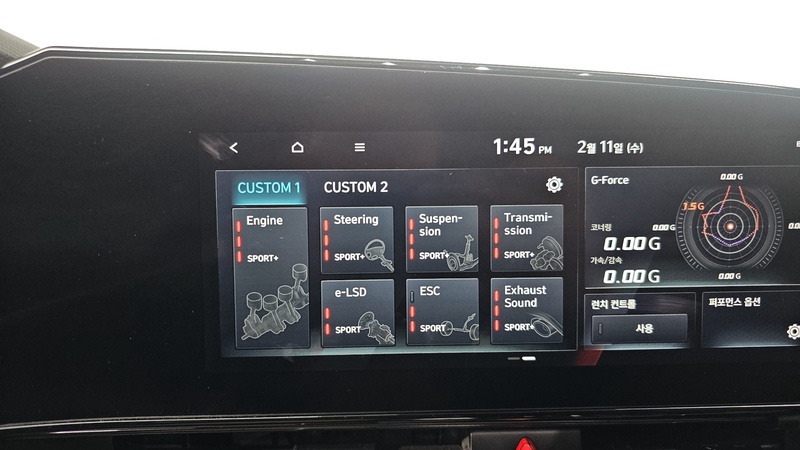 1:45 PM
2월 11일 (수)
CUSTOM 1
CUSTOM 2
Engine
SPORT+
Steering
SPORT+
Suspen-
sion
SPORT+
Transmi-
ssion
SPORT+
e-LSD
SPORT
ESC
SPORT
Exhaust
Sound
SPORT+
G-Force
0.00 G
1.5 G
코너링
0.00 G
0.00 G
가속/감속
0.00 G
0.00 G
런치 컨트롤
사용
퍼포먼스 옵션